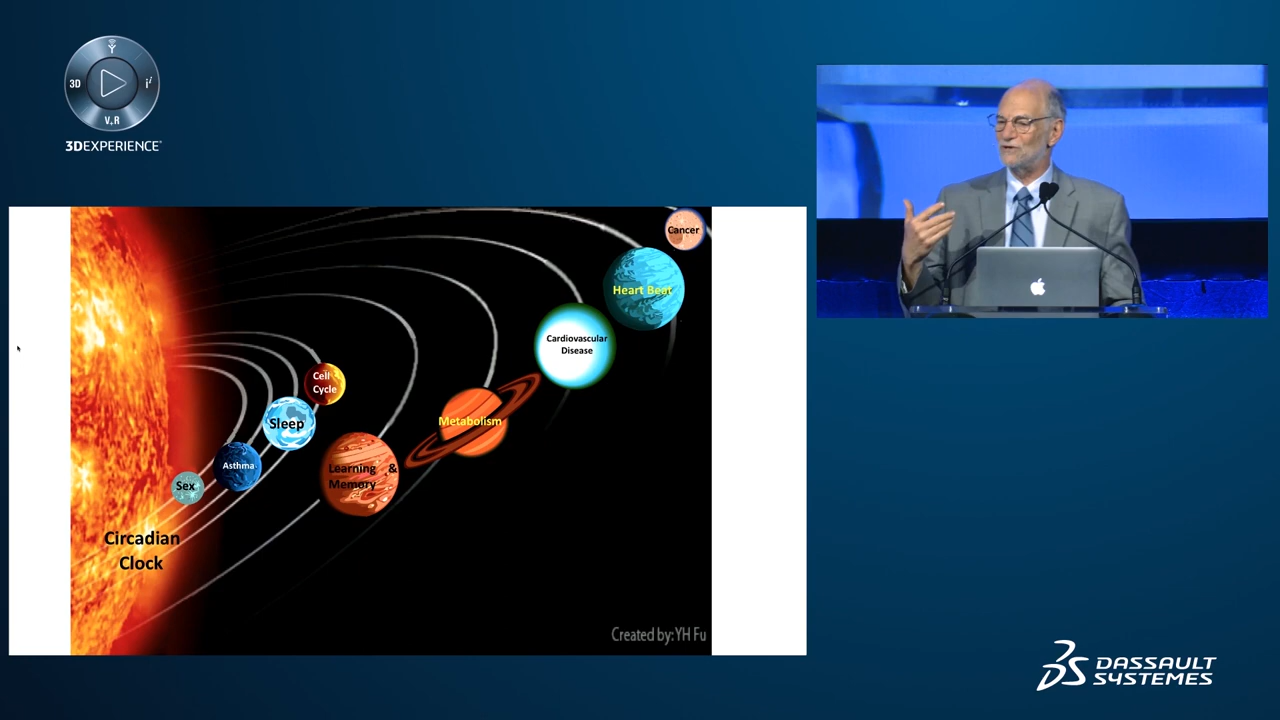 3D
i
V,R
3DEXPERIENCE
Cancer
Heart Beat
Cardiovascular
Disease
Cell
Cycle
Sleep
Metabolism
Asthma
Learning &
Memory
Sex
Circadian
Clock
Created by: YH Fu
DASSAULT
SYSTEMES